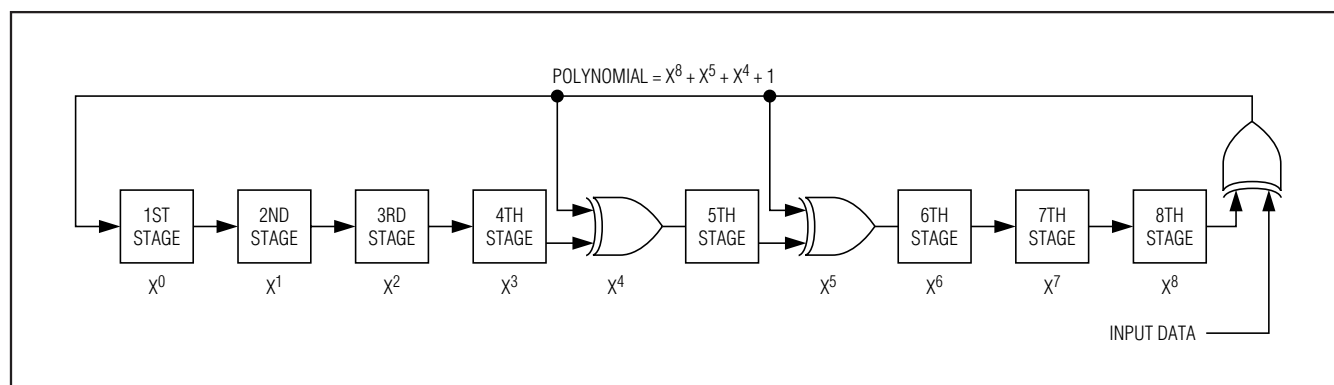 POLYNOMIAL = X⁸ + X⁵ + X⁴ + 1
1ST
STAGE
2ND
STAGE
3RD
STAGE
4TH
STAGE
5TH
STAGE
6TH
STAGE
7TH
STAGE
8TH
STAGE
X⁰
X¹
X²
X³
X⁴
X⁵
X⁶
X⁷
X⁸
INPUT DATA